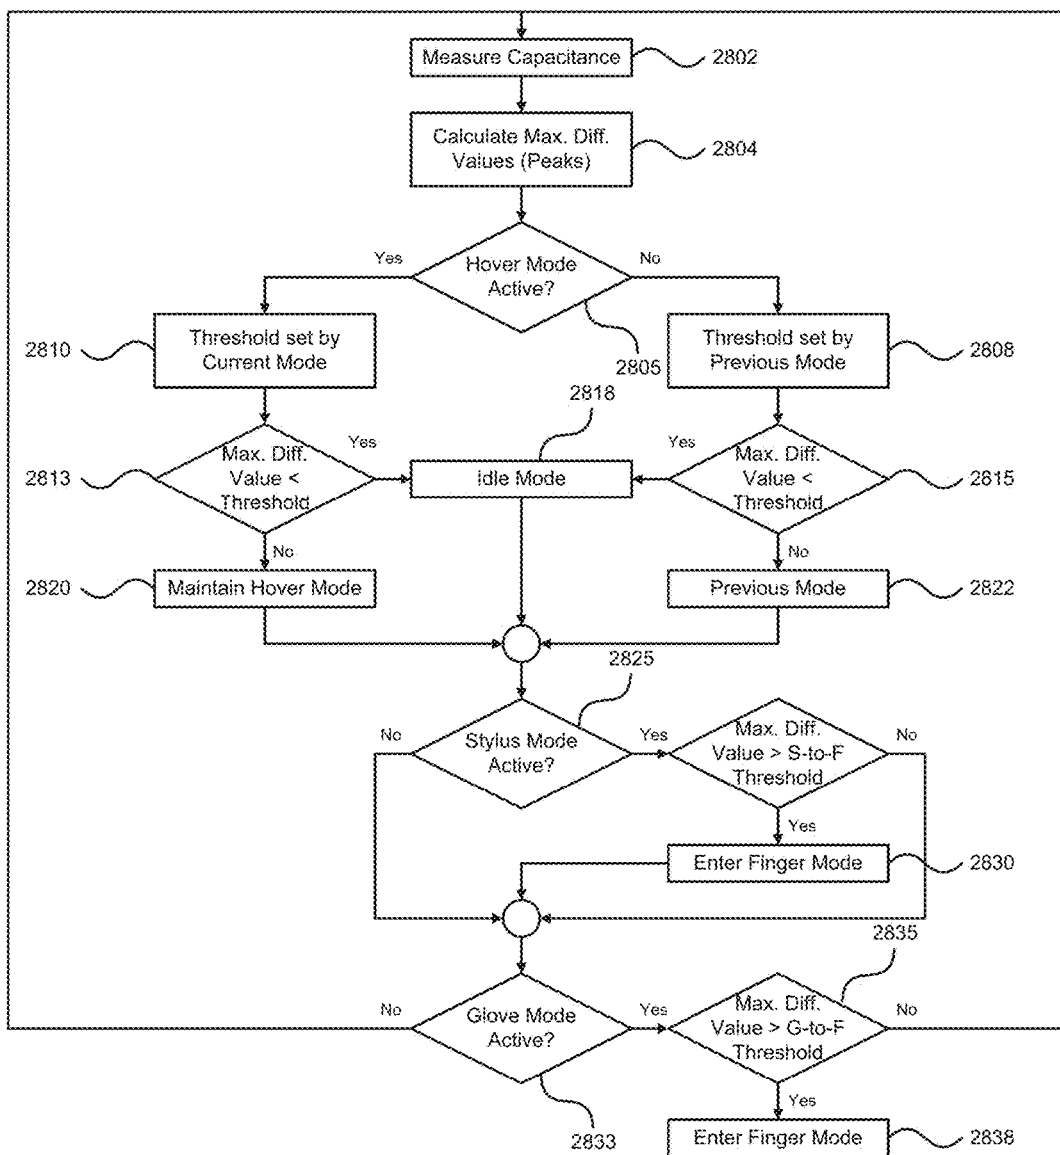 Measure Capacitance
2802
Calculate Max. Diff.
Values (Peaks)
2804
Yes
Hover Mode
Active?
No
2805
2810
Threshold set by
Current Mode
Threshold set by
Previous Mode
2808
2818
2813
Max. Diff.
Value <
Threshold
Yes
Idle Mode
Yes
Max. Diff.
Value <
Threshold
2815
No
No
2820
Maintain Hover Mode
Previous Mode
2822
2825
No
Stylus Mode
Active?
Yes
Max. Diff.
Value > S-to-F
Threshold
No
Yes
Enter Finger Mode
2830
2835
No
Glove Mode
Active?
Yes
Max. Diff.
Value > G-to-F
Threshold
No
2833
Yes
Enter Finger Mode
2838